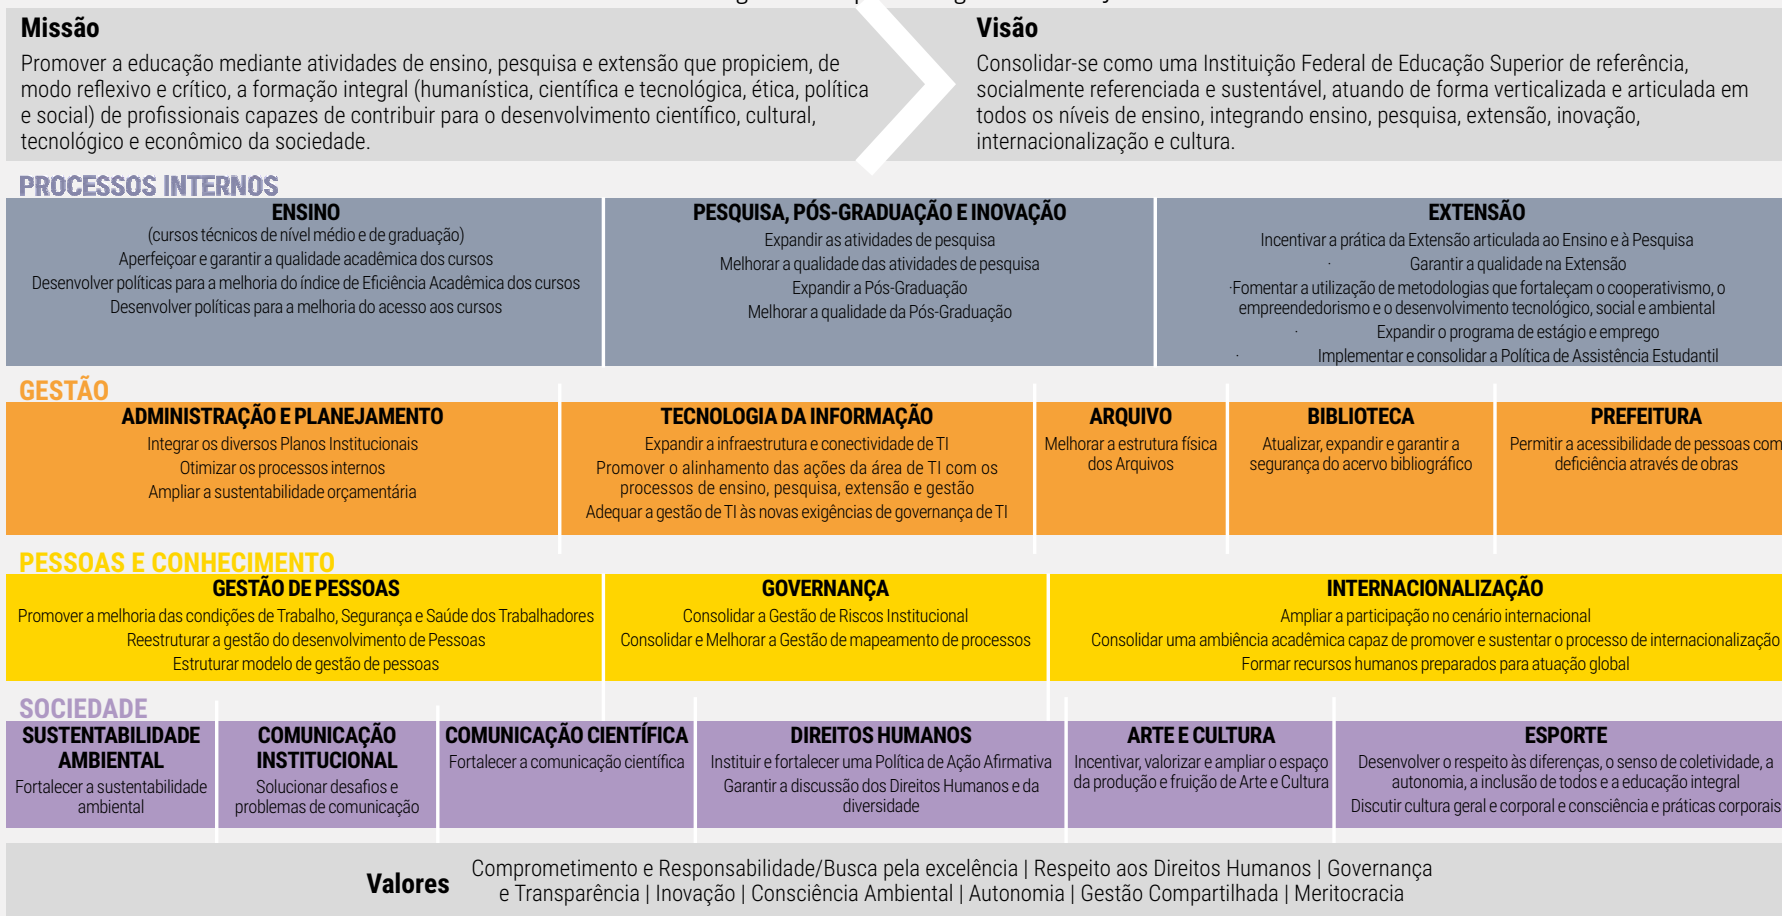 Missão
Promover a educação mediante atividades de ensino, pesquisa e extensão que propiciem, de
modo reflexivo e crítico, a formação integral (humanística, científica e tecnológica, ética, política
e social) de profissionais capazes de contribuir para o desenvolvimento científico, cultural,
tecnológico e econômico da sociedade.
Visão
Consolidar-se como uma Instituição Federal de Educação Superior de referência,
socialmente referenciada e sustentável, atuando de forma verticalizada e articulada em
todos os níveis de ensino, integrando ensino, pesquisa, extensão, inovação,
internacionalização e cultura.
PROCESSOS INTERNOS
ENSINO
(cursos técnicos de nível médio e de graduação)
Aperfeiçoar e garantir a qualidade acadêmica dos cursos
Desenvolver políticas para a melhoria do índice de Eficiência Acadêmica dos cursos
Desenvolver políticas para a melhoria do acesso aos cursos
PESQUISA, PÓS-GRADUAÇÃO E INOVAÇÃO
Expandir as atividades de pesquisa
Melhorar a qualidade das atividades de pesquisa
Expandir a Pós-Graduação
Melhorar a qualidade da Pós-Graduação
EXTENSÃO
Incentivar a prática da Extensão articulada ao Ensino e à Pesquisa
· Garantir a qualidade na Extensão
·Fomentar a utilização de metodologias que fortaleçam o cooperativismo, o
empreendedorismo e o desenvolvimento tecnológico, social e ambiental
· Expandir o programa de estágio e emprego
· Implementar e consolidar a Política de Assistência Estudantil
GESTÃO
ADMINISTRAÇÃO E PLANEJAMENTO
Integrar os diversos Planos Institucionais
Otimizar os processos internos
Ampliar a sustentabilidade orçamentária
TECNOLOGIA DA INFORMAÇÃO
Expandir a infraestrutura e conectividade de TI
Promover o alinhamento das ações da área de TI com os
processos de ensino, pesquisa, extensão e gestão
Adequar a gestão de TI às novas exigências de governança de TI
ARQUIVO
Melhorar a estrutura física
dos Arquivos
BIBLIOTECA
Atualizar, expandir e garantir a
segurança do acervo bibliográfico
PREFEITURA
Permitir a acessibilidade de pessoas com
deficiência através de obras
PESSOAS E CONHECIMENTO
GESTÃO DE PESSOAS
Promover a melhoria das condições de Trabalho, Segurança e Saúde dos Trabalhadores
Reestruturar a gestão do desenvolvimento de Pessoas
Estruturar modelo de gestão de pessoas
GOVERNANÇA
Consolidar a Gestão de Riscos Institucional
Consolidar e Melhorar a Gestão de mapeamento de processos
INTERNACIONALIZAÇÃO
Ampliar a participação no cenário internacional
Consolidar uma ambiência acadêmica capaz de promover e sustentar o processo de internacionalização
Formar recursos humanos preparados para atuação global
SOCIEDADE
SUSTENTABILIDADE
AMBIENTAL
Fortalecer a sustentabilidade
ambiental
COMUNICAÇÃO
INSTITUCIONAL
Solucionar desafios e
problemas de comunicação
COMUNICAÇÃO CIENTÍFICA
Fortalecer a comunicação científica
DIREITOS HUMANOS
Instituir e fortalecer uma Política de Ação Afirmativa
Garantir a discussão dos Direitos Humanos e da
diversidade
ARTE E CULTURA
Incentivar, valorizar e ampliar o espaço
da produção e fruição de Arte e Cultura
ESPORTE
Desenvolver o respeito às diferenças, o senso de coletividade, a
autonomia, a inclusão de todos e a educação integral
Discutir cultura geral e corporal e consciência e práticas corporais
Valores
Comprometimento e Responsabilidade/Busca pela excelência | Respeito aos Direitos Humanos | Governança
e Transparência | Inovação | Consciência Ambiental | Autonomia | Gestão Compartilhada | Meritocracia